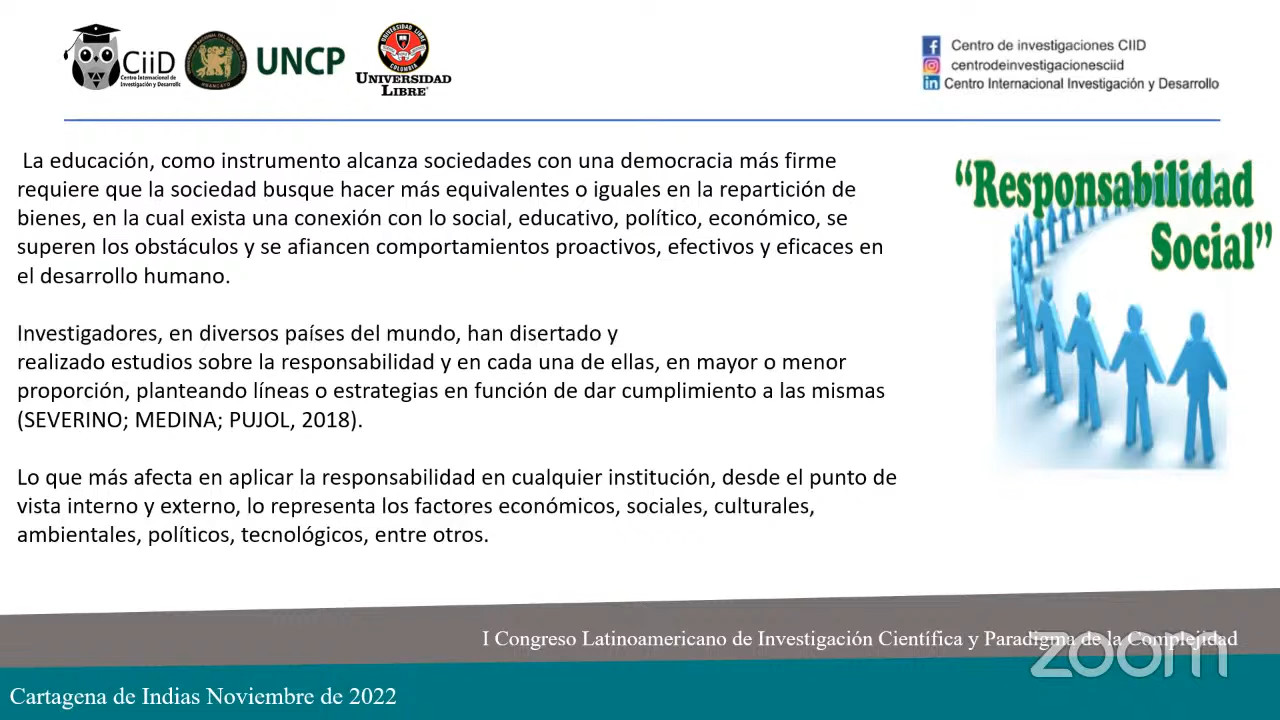 CiiD
Centro Internacional de
Investigación y Desarrollo
UNCP
UNIVERSIDAD LIBRE
COLOMBIA
UNIVERSIDAD
LIBRE
Centro de investigaciones CIID
centrodeinvestigacionesciid
Centro Internacional Investigación y Desarrollo
La educación, como instrumento alcanza sociedades con una democracia más firme
requiere que la sociedad busque hacer más equivalentes o iguales en la repartición de
bienes, en la cual exista una conexión con lo social, educativo, político, económico, se
superen los obstáculos y se afiancen comportamientos proactivos, efectivos y eficaces en
el desarrollo humano.
Investigadores, en diversos países del mundo, han disertado y
realizado estudios sobre la responsabilidad y en cada una de ellas, en mayor o menor
proporción, planteando líneas o estrategias en función de dar cumplimiento a las mismas
(SEVERINO; MEDINA; PUJOL, 2018).
Lo que más afecta en aplicar la responsabilidad en cualquier institución, desde el punto de
vista interno y externo, lo representa los factores económicos, sociales, culturales,
ambientales, políticos, tecnológicos, entre otros.
“Responsabilidad
Social”
I Congreso Latinoamericano de Investigación Científica y Paradigma de la Complejidad
zoom
Cartagena de Indias Noviembre de 2022